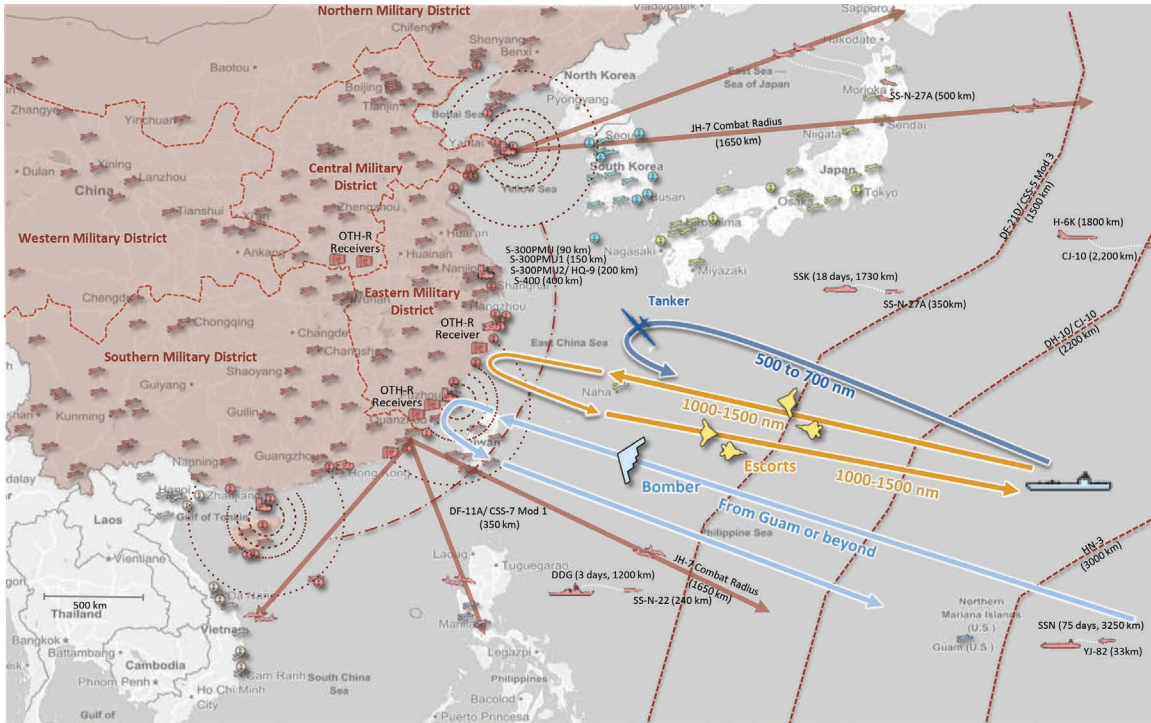 Northern Military District
Chifeng
Vladivostok
Sapporo
Hakodate
Shenyang
Benxi
Baotou
Beijing
Tianjin
North Korea
Pyongyang
East Sea —
Sea of Japan
Morioka
SS-N-27A (500 km)
Zhangye
Yinchuan
Bohai Sea
Yantai
Seoul
JH-7 Combat Radius
(1650 km)
Niigata
Sendai
Xining
Dulan
Lanzhou
China
Central Military
District
Zhengzhou
Yellow Sea
South Korea
Busan
Japan
Tokyo
Osaka
Hiroshima
DF-21D/CSS-5 Mod 3
(1500 km)
Tianshui
Xian
Western Military District
Ankang
OTH-R
Receivers
Huai'an
Huainan
Nanjing
S-300PMU (90 km)
S-300PMU1 (150 km)
S-300PMU2/ HQ-9 (200 km)
S-400 (400 km)
Nagasaki
Miyazaki
H-6K (1800 km)
CJ-10 (2,200 km)
SSK (18 days, 1730 km)
SS-N-27A(350km)
Shanghai
Hangzhou
Chengdu
Wuhan
Eastern Military
District
Tanker
Chongqing
Changde
Changsha
OTH-R
Receiver
East China Sea
DH-10/ CJ-10
(2200 km)
Southern Military District
Shaoyang
500 to 700 nm
Guiyang
OTH-R
Receivers
Fuzhou
Naha
1000-1500 nm
Kunming
Guilin
Quanzhou
Taiwan
Escorts
1000-1500 nm
Nanning
Guangzhou
Hong Kong
Bomber
From Guam or beyond
Hanoi
Zhanjiang
Gulf of Tonkin
Laos
Vientiane
DF-11A/ CSS-7 Mod 1
(350 km)
Philippine Sea
HN-3
(3000 km)
Laoag
Tuguegarao
JH-7 Combat Radius
(1650 km)
DDG (3 days, 1200 km)
SS-N-22 (240 km)
500 km
Da Nang
Thailand
Vietnam
Manila
Northern
Mariana Islands
(U.S.)
Guam (U.S.)
SSN (75 days, 3250 km)
YJ-82 (33km)
Bangkok
Battambang
Cambodia
Phnom Penh
Cam Ranh
Ho Chi Minh
City
South China
Sea
Legazpi
Philippines
Bacolod
Puerto Princesa
Gulf of